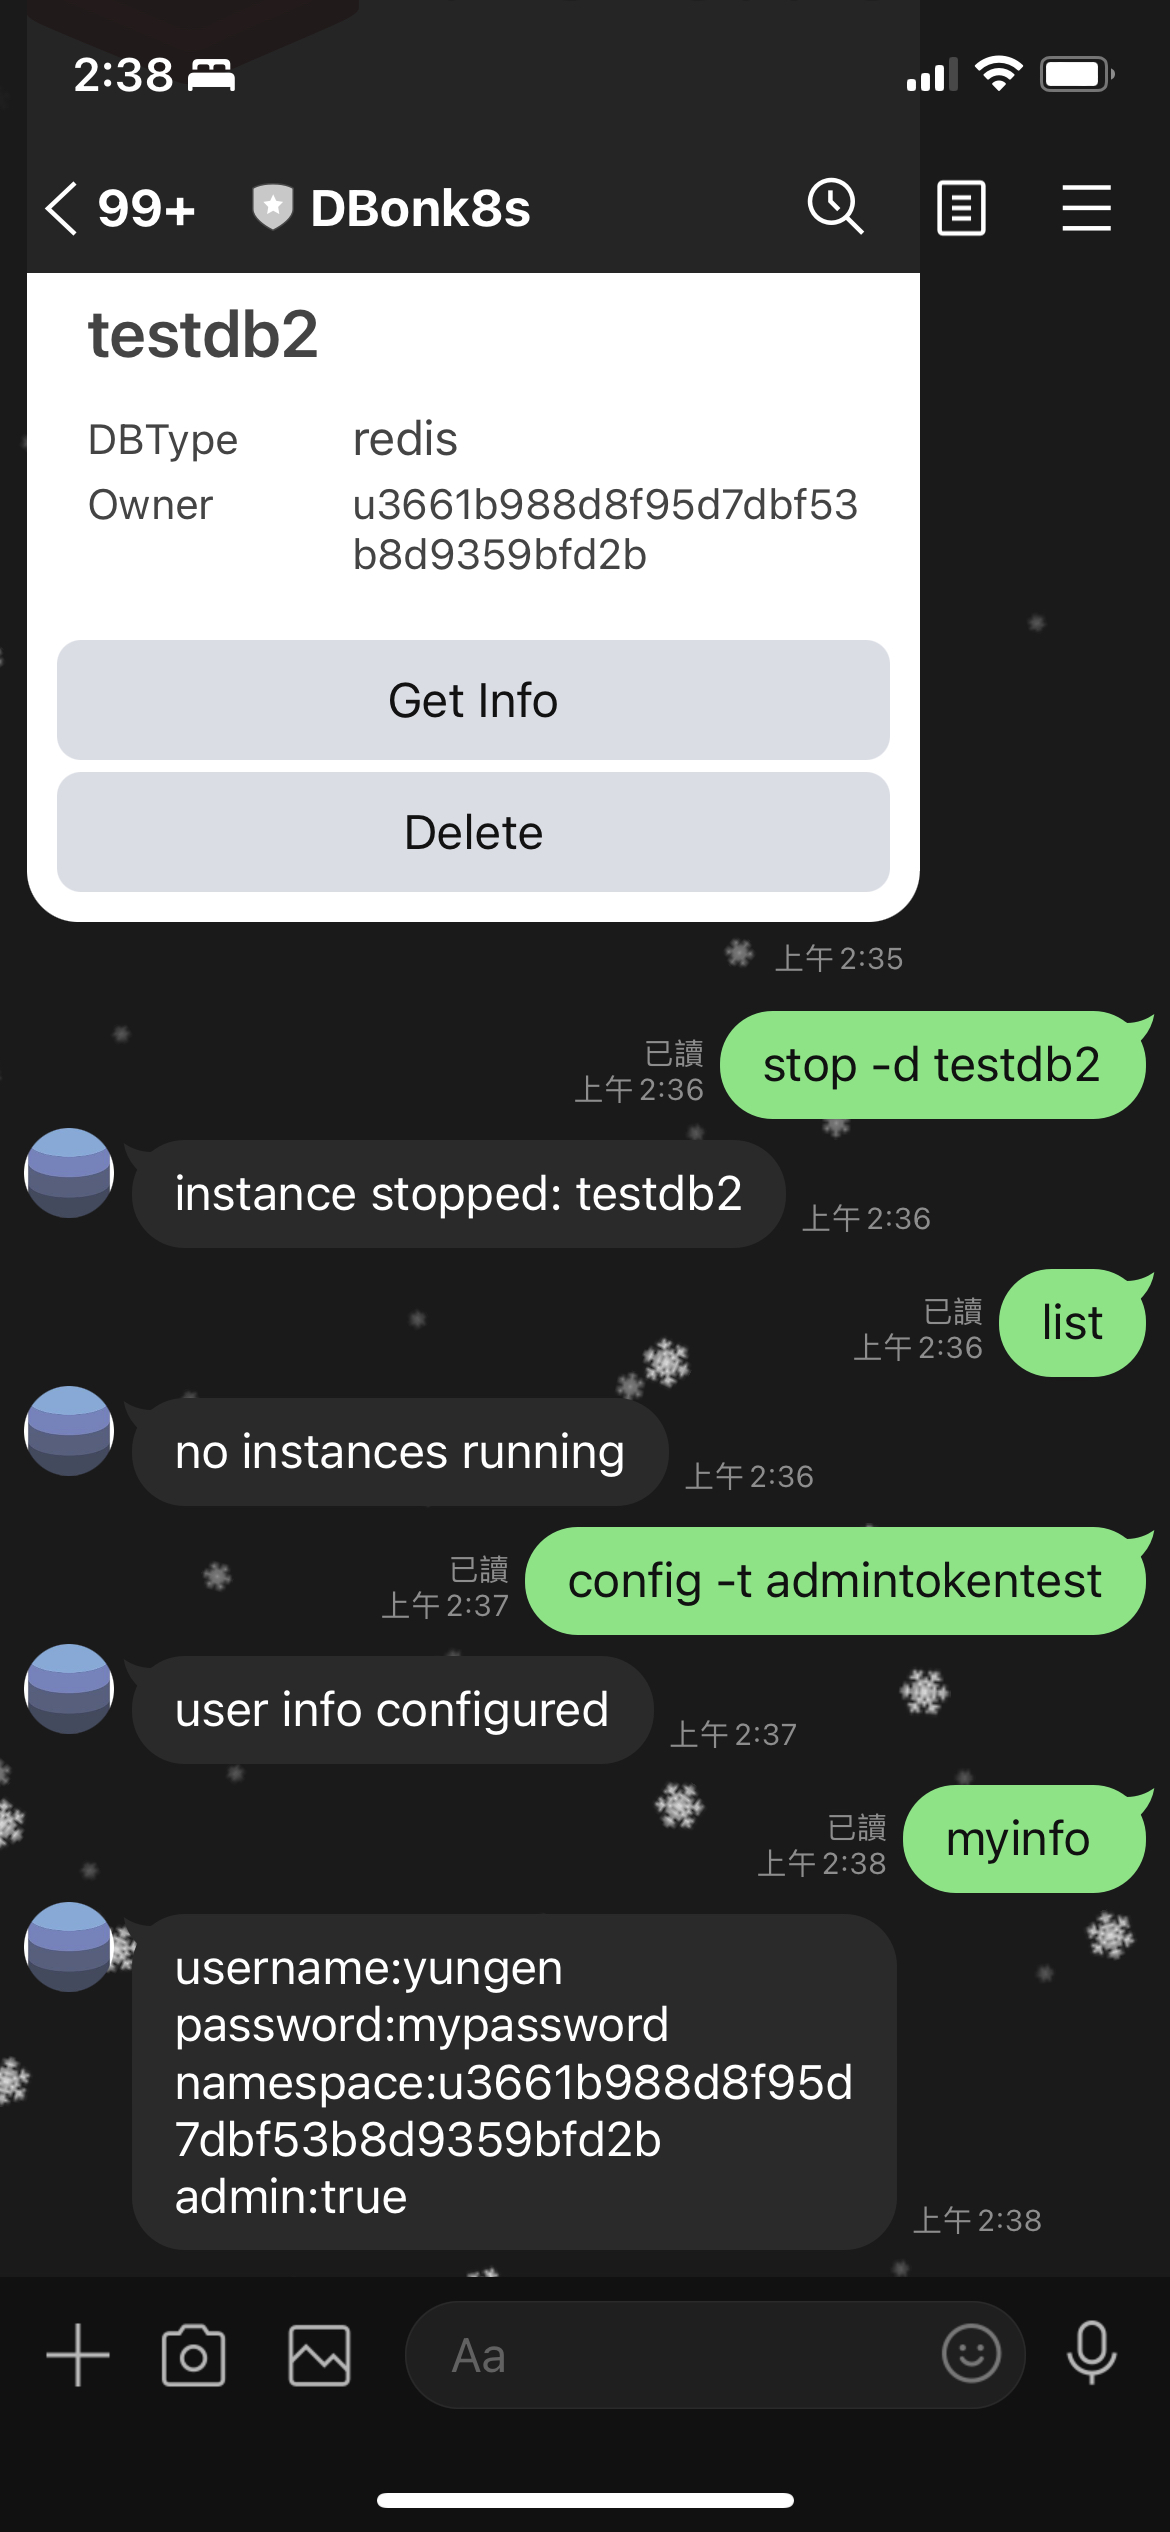 2:38
99+ DBonk8s
testdb2
DBType redis
Owner u3661b988d8f95d7dbf53
b8d9359bfd2b
Get Info
Delete
上午 2:35
已讀
上午 2:36
stop -d testdb2
instance stopped: testdb2
上午 2:36
已讀
上午 2:36
list
no instances running
上午 2:36
已讀
上午 2:37
config -t admintokentest
user info configured
上午 2:37
已讀
上午 2:38
myinfo
username:yungen
password:mypassword
namespace:u3661b988d8f95d
7dbf53b8d9359bfd2b
admin:true
上午 2:38
Aa